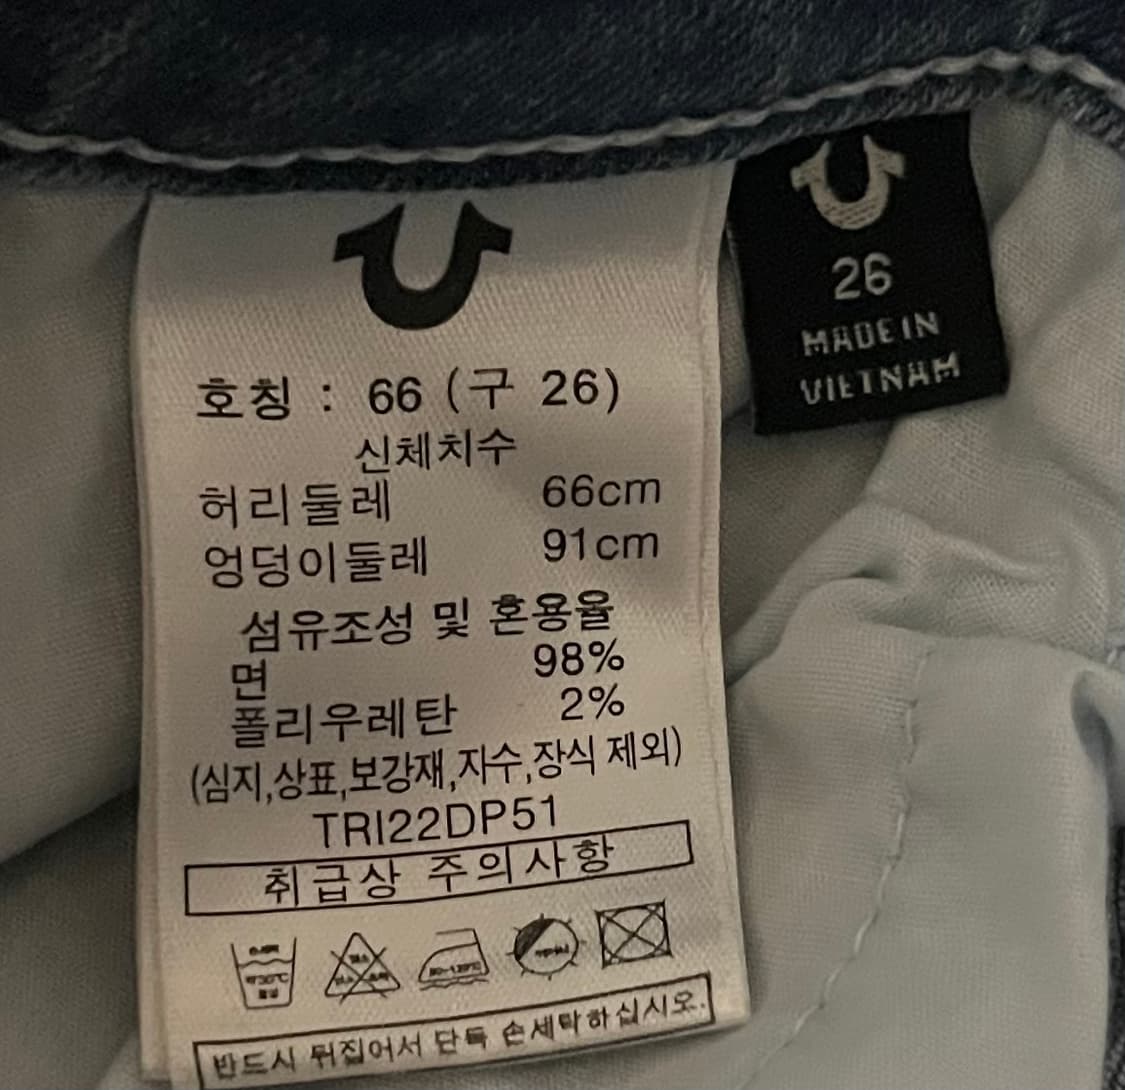 호칭 : 66 (구 26)
신체치수
허리둘레 66cm
엉덩이둘레 91cm
섬유조성 및 혼용율
면 98%
폴리우레탄 2%
(심지,상표,보강재,자수,장식 제외)
TRI22DP51
취급상 주의사항
반드시 뒤집어서 단독 손세탁하십시오.
26
MADE IN
VIETNAM